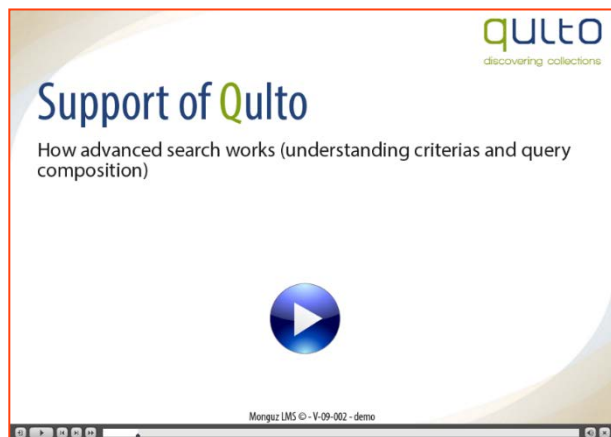 qulto
discovering collections
Support of Qulto
How advanced search works (understanding criterias and query
composition)
Monguz LMS © - V-09-002 - demo